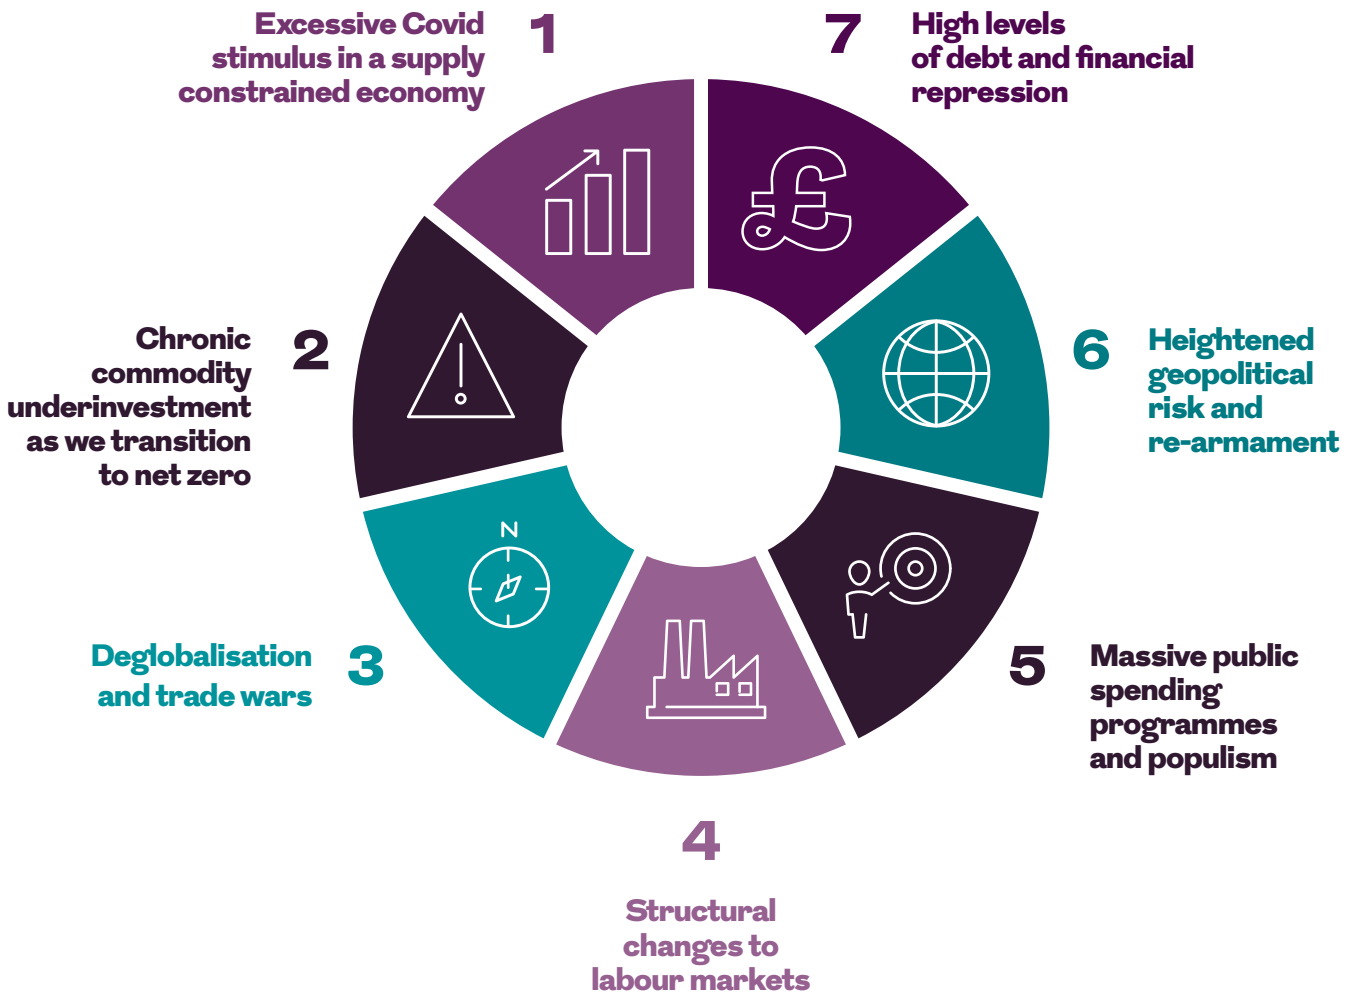 1
Excessive Covid
stimulus in a supply
constrained economy
2
Chronic
commodity
underinvestment
as we transition
to net zero
N
3
Deglobalisation
and trade wars
4
Structural
changes to
labour markets
5
Massive public
spending
programmes
and populism
6
Heightened
geopolitical
risk and
re-armament
7
High levels
of debt and financial
repression
£